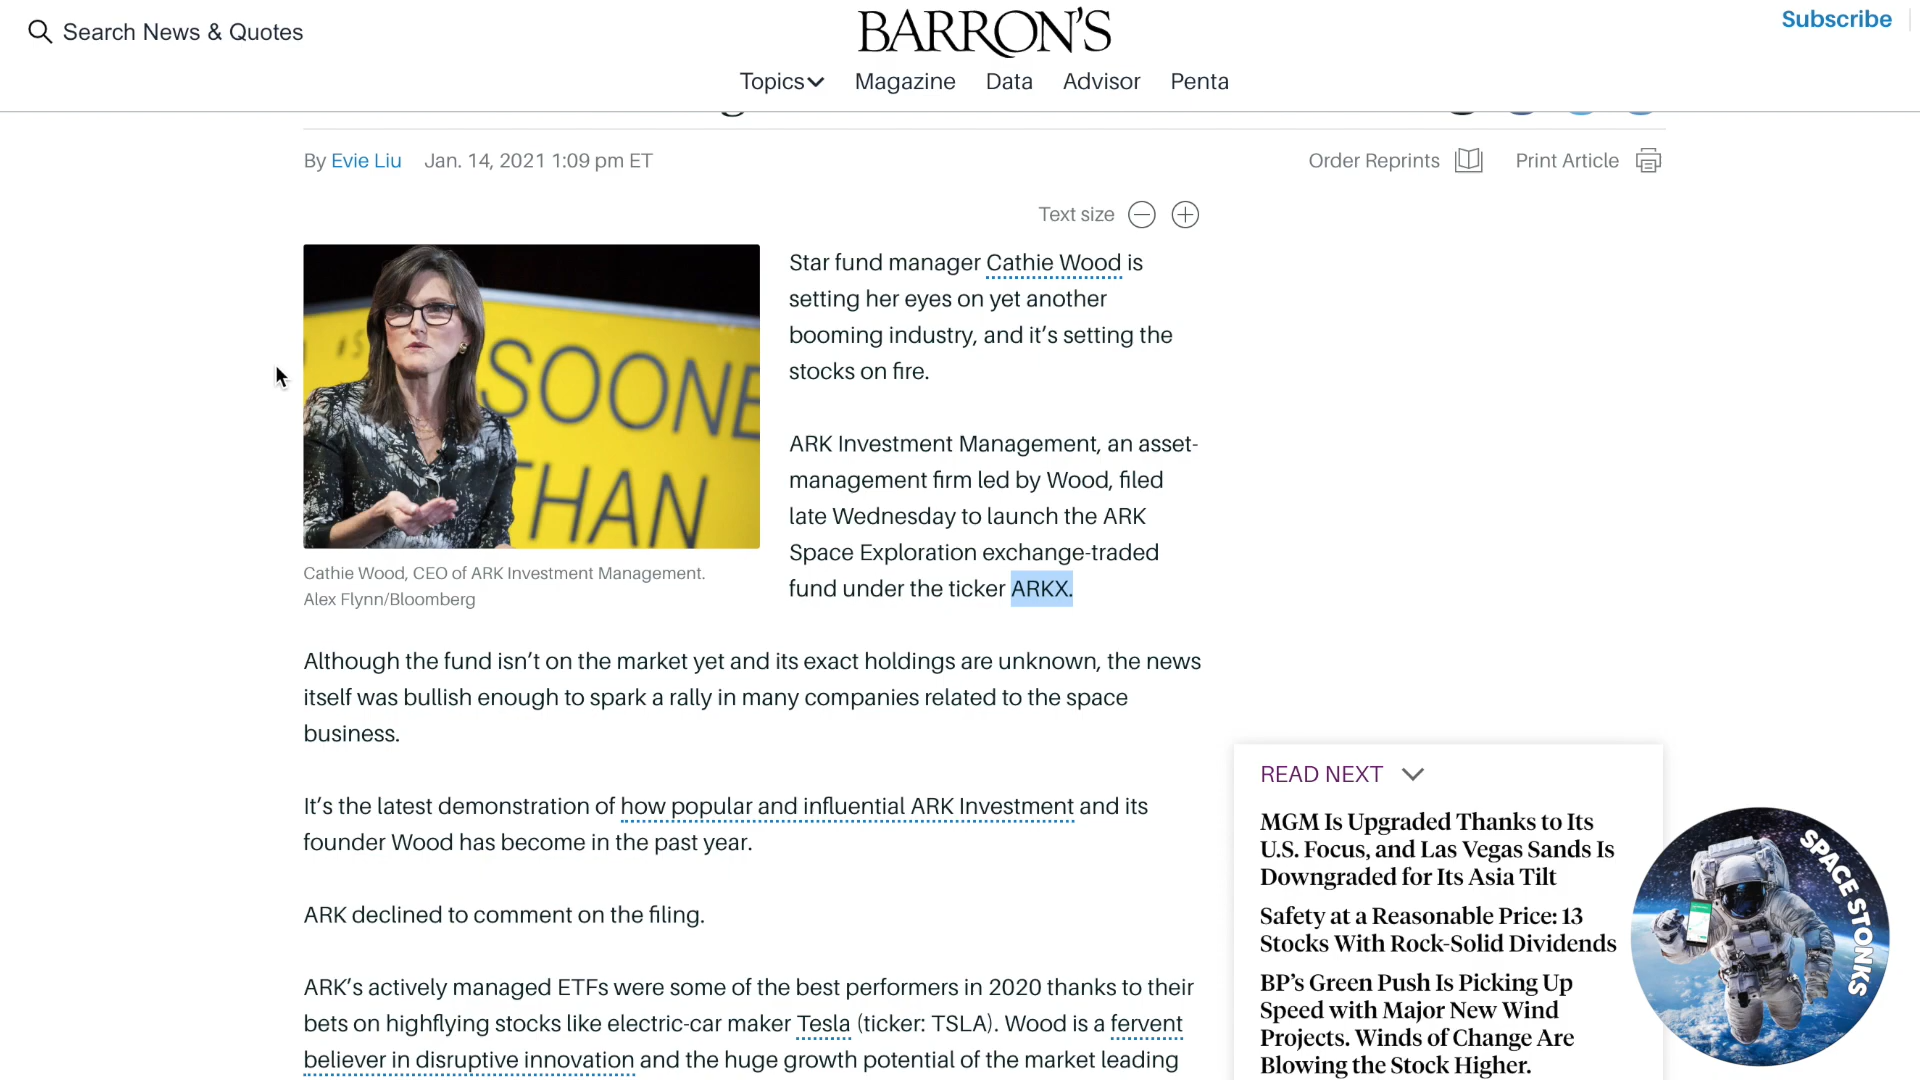 Search News & Quotes
BARRON'S
Subscribe
Topics
Magazine
Data
Advisor
Penta
By Evie Liu Jan. 14, 2021 1:09 pm ET
Order Reprints
Print Article
Text size
SOONE
THAN
Cathie Wood, CEO of ARK Investment Management.
Alex Flynn/Bloomberg
Star fund manager Cathie Wood is
setting her eyes on yet another
booming industry, and it’s setting the
stocks on fire.
ARK Investment Management, an asset-
management firm led by Wood, filed
late Wednesday to launch the ARK
Space Exploration exchange-traded
fund under the ticker ARKX.
Although the fund isn’t on the market yet and its exact holdings are unknown, the news
itself was bullish enough to spark a rally in many companies related to the space
business.
It’s the latest demonstration of how popular and influential ARK Investment and its
founder Wood has become in the past year.
ARK declined to comment on the filing.
ARK’s actively managed ETFs were some of the best performers in 2020 thanks to their
bets on highflying stocks like electric-car maker Tesla (ticker: TSLA). Wood is a fervent
believer in disruptive innovation and the huge growth potential of the market leading
READ NEXT
MGM Is Upgraded Thanks to Its
U.S. Focus, and Las Vegas Sands Is
Downgraded for Its Asia Tilt
Safety at a Reasonable Price: 13
Stocks With Rock-Solid Dividends
BP’s Green Push Is Picking Up
Speed with Major New Wind
Projects. Winds of Change Are
Blowing the Stock Higher.
SPACE STONKS